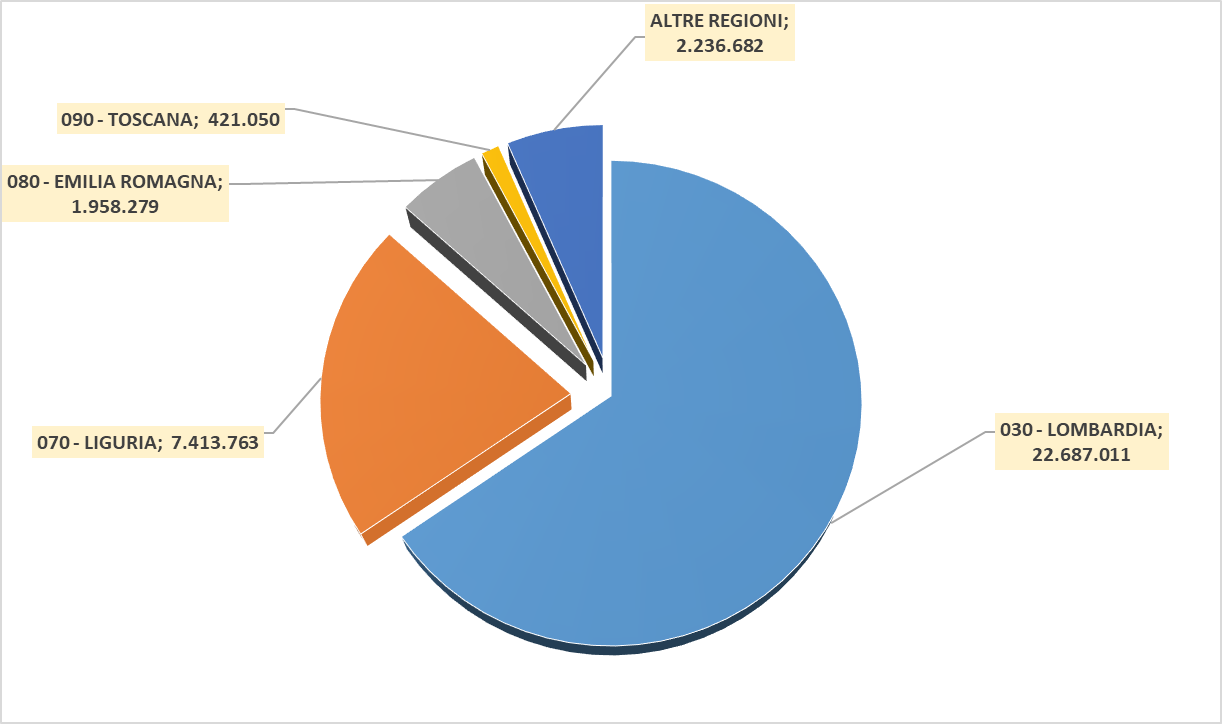 ALTRE REGIONI;
2.236.682
090 - TOSCANA; 421.050
080 - EMILIA ROMAGNA;
1.958.279
070 - LIGURIA; 7.413.763
030 - LOMBARDIA;
22.687.011